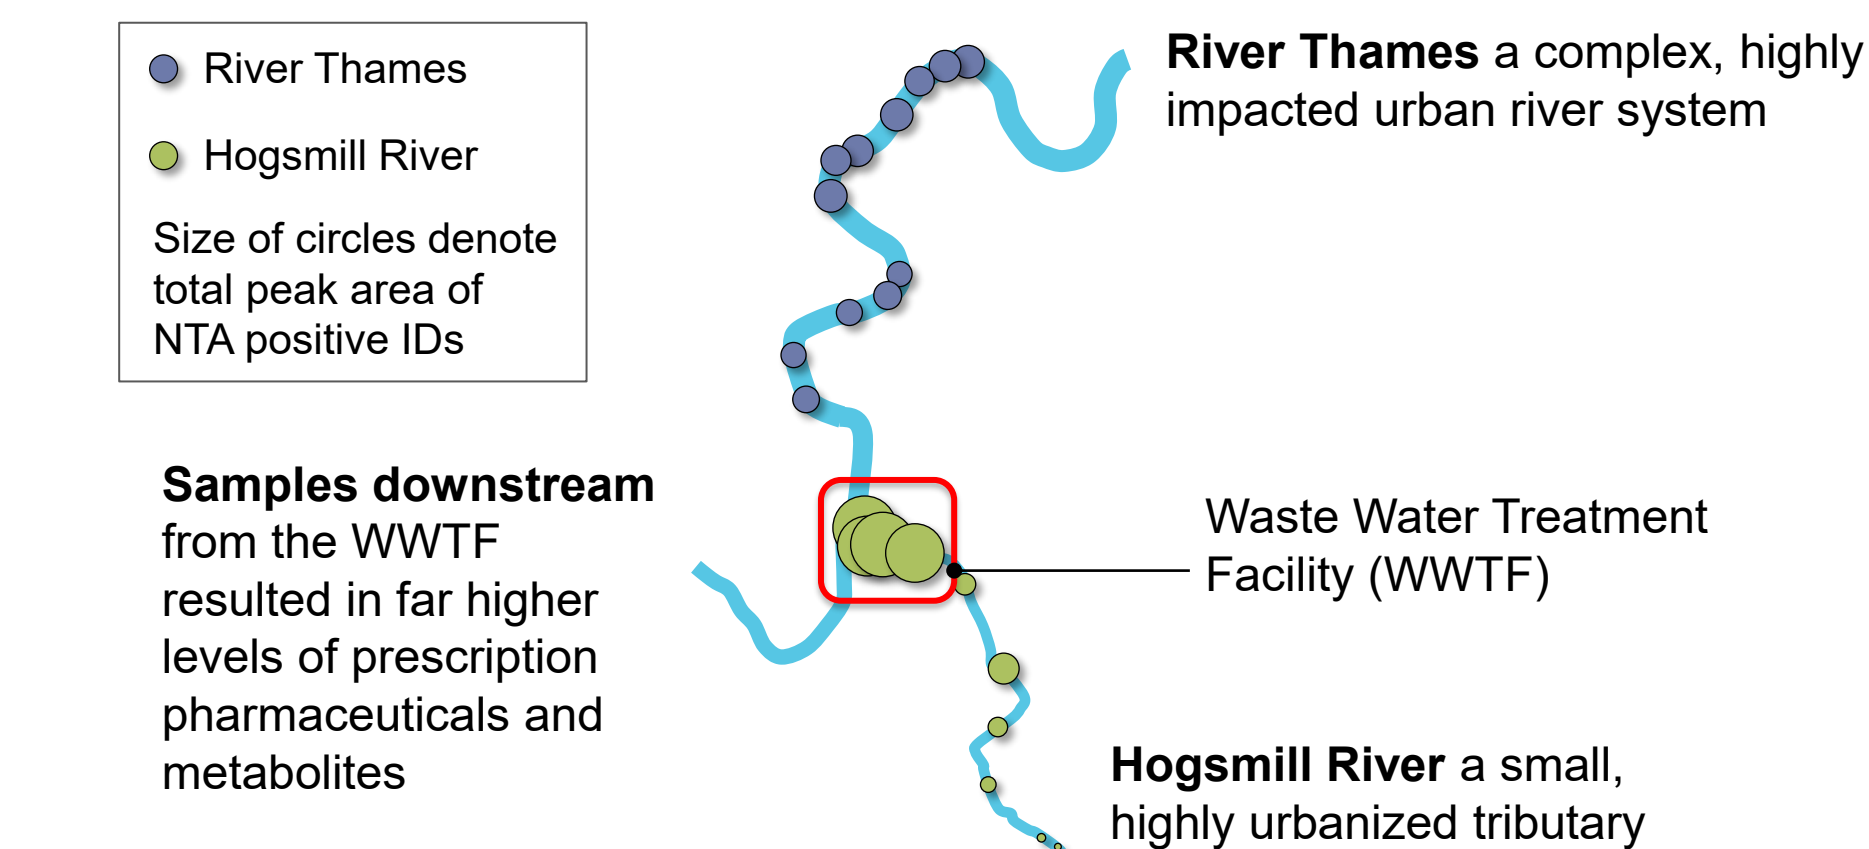 River Thames
Hogsmill River
Size of circles denote
total peak area of
NTA positive IDs
River Thames a complex, highly
impacted urban river system
Samples downstream
from the WWTF
resulted in far higher
levels of prescription
pharmaceuticals and
metabolites
Waste Water Treatment
Facility (WWTF)
Hogsmill River a small,
highly urbanized tributary